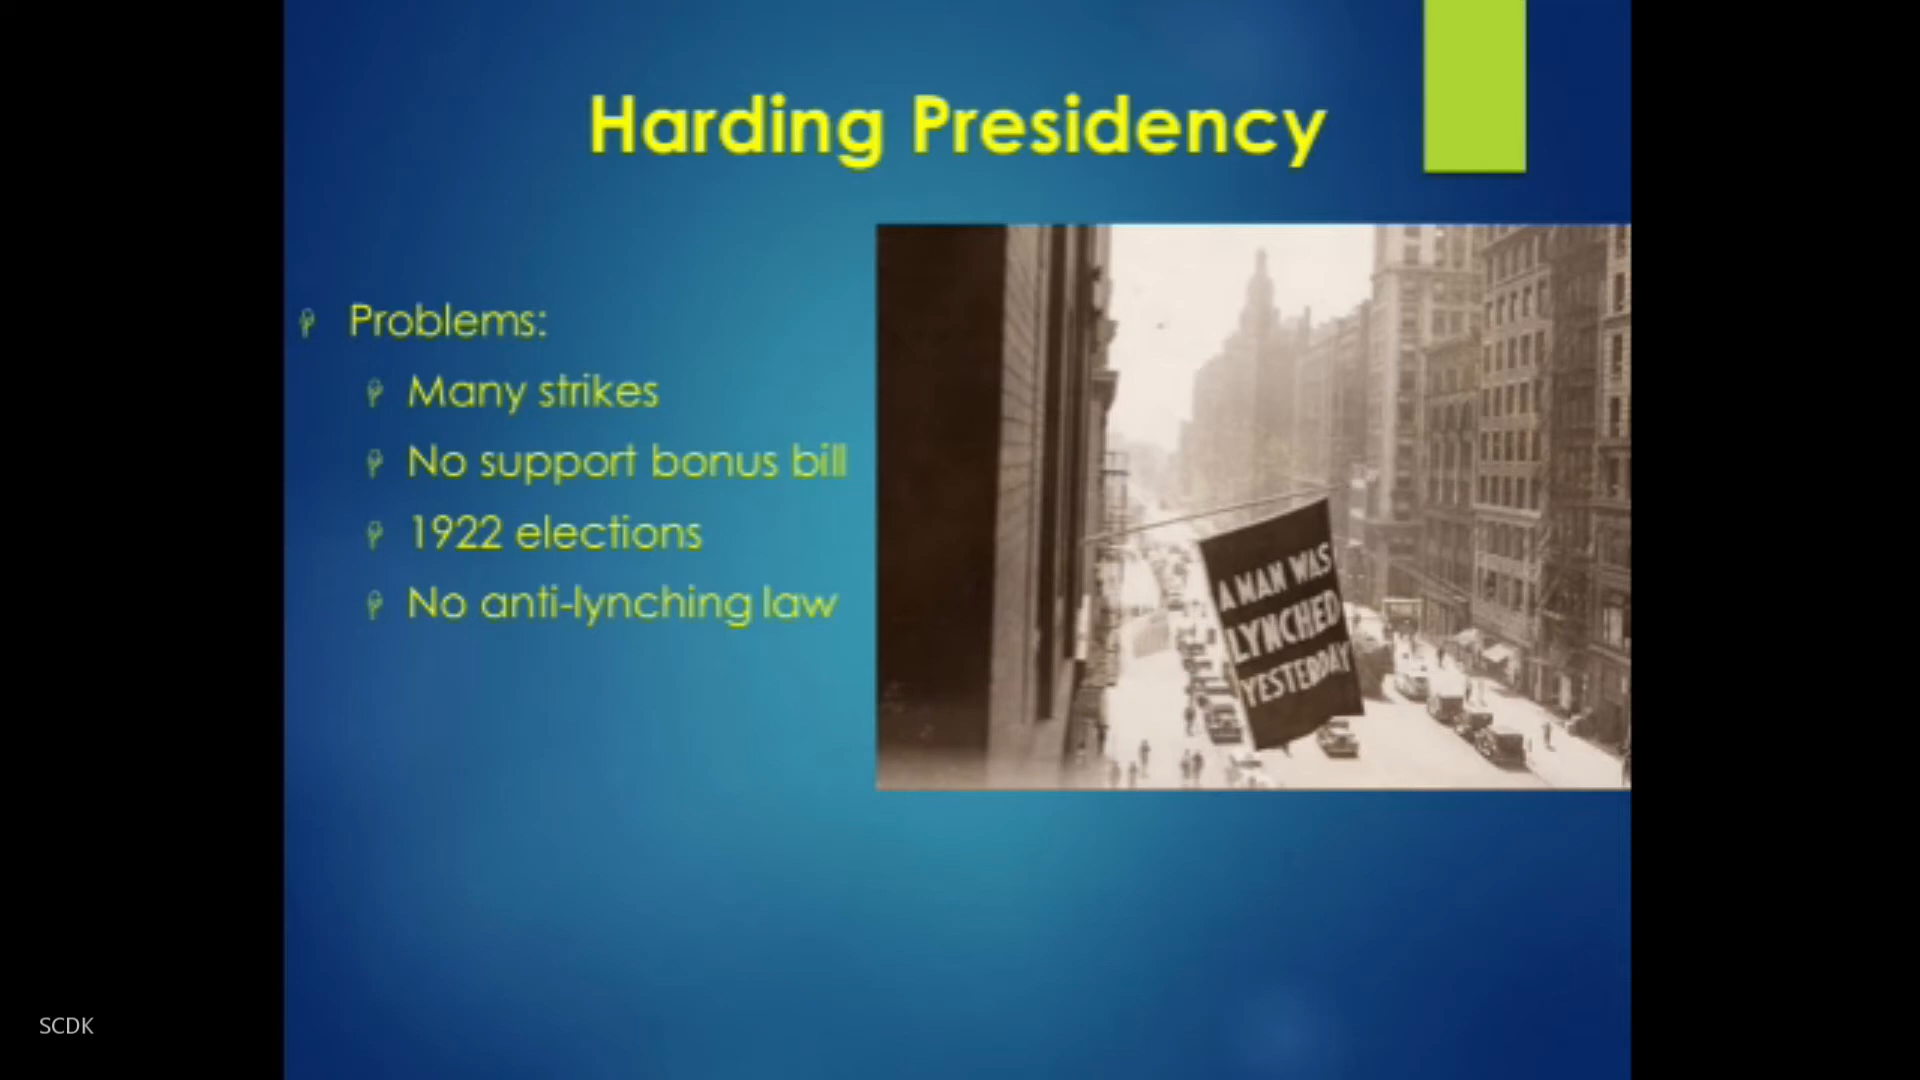 Harding Presidency
Problems:
Many strikes
No support bonus bill
1922 elections
No anti-lynching law
A MAN WAS
LYNCHED
YESTERDAY
SCDK